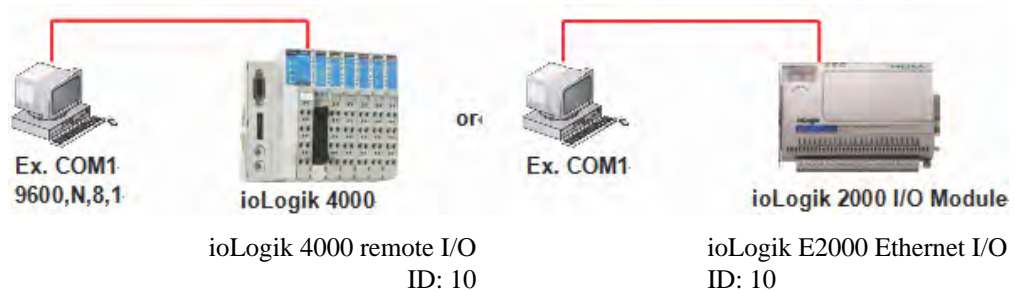 Ex. COM1
9600,N,8,1
ioLogik 4000
or
Ex. COM1
ioLogik 2000 I/O Module
MOXA
ioLogik 4000 remote I/O
ID: 10
ioLogik E2000 Ethernet I/O
ID: 10